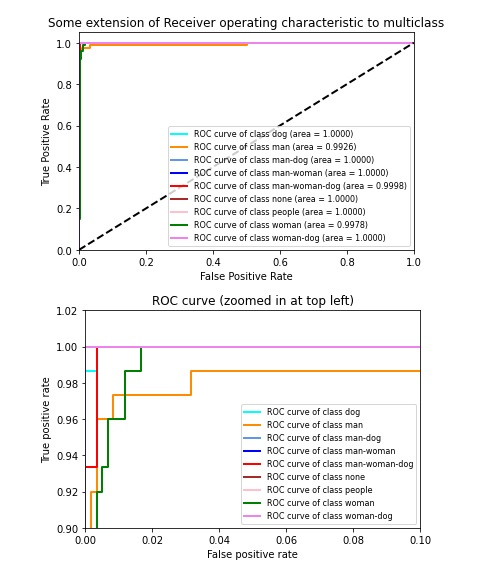 Some extension of Receiver operating characteristic to multiclass
1.0
0.8
0.6
0.4
0.2
0.0
True Positive Rate
ROC curve of class dog (area = 1.0000)
ROC curve of class man (area = 0.9926)
ROC curve of class man-dog (area = 1.0000)
ROC curve of class man-woman (area = 1.0000)
ROC curve of class man-woman-dog (area = 0.9998)
ROC curve of class none (area = 1.0000)
ROC curve of class people (area = 1.0000)
ROC curve of class woman (area = 0.9978)
ROC curve of class woman-dog (area = 1.0000)
0.0 0.2 0.4 0.6 0.8 1.0
False Positive Rate
ROC curve (zoomed in at top left)
1.02
1.00
0.98
0.96
0.94
0.92
0.90
True positive rate
ROC curve of class dog
ROC curve of class man
ROC curve of class man-dog
ROC curve of class man-woman
ROC curve of class man-woman-dog
ROC curve of class none
ROC curve of class people
ROC curve of class woman
ROC curve of class woman-dog
0.00 0.02 0.04 0.06 0.08 0.10
False positive rate